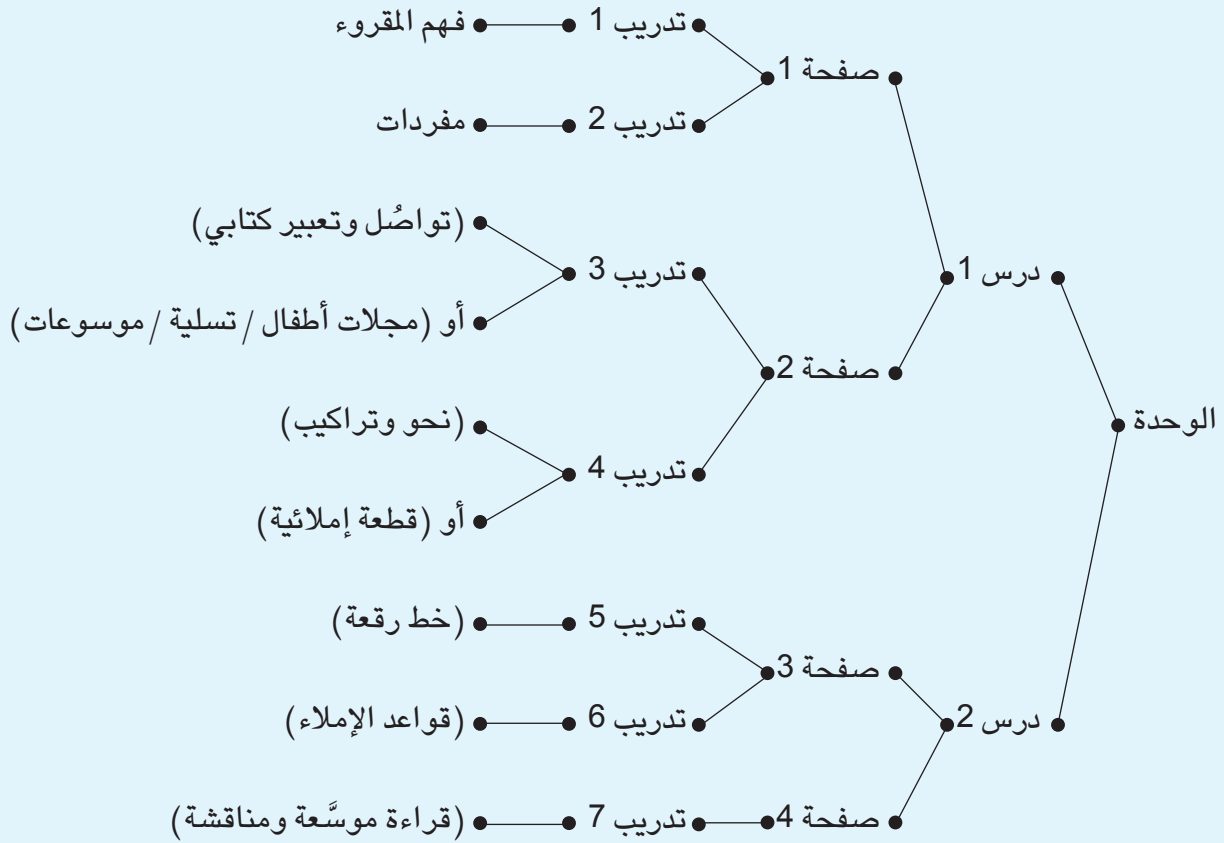 تدريب 1 فهم المقروء
صفحة 1
تدريب 2 مفردات
(تواصُل وتعبير كتابي)
درس 1 تدريب 3
أو (مجلات أطفال / تسلية / موسوعات)
صفحة 2
الوحدة (نحو وتراكيب)
تدريب 4
أو (قطعة إملائية)
تدريب 5 (خط رقعة)
صفحة 3
درس 2 تدريب 6 (قواعد الإملاء)
صفحة 4 تدريب 7 (قراءة موسَّعة ومناقشة)